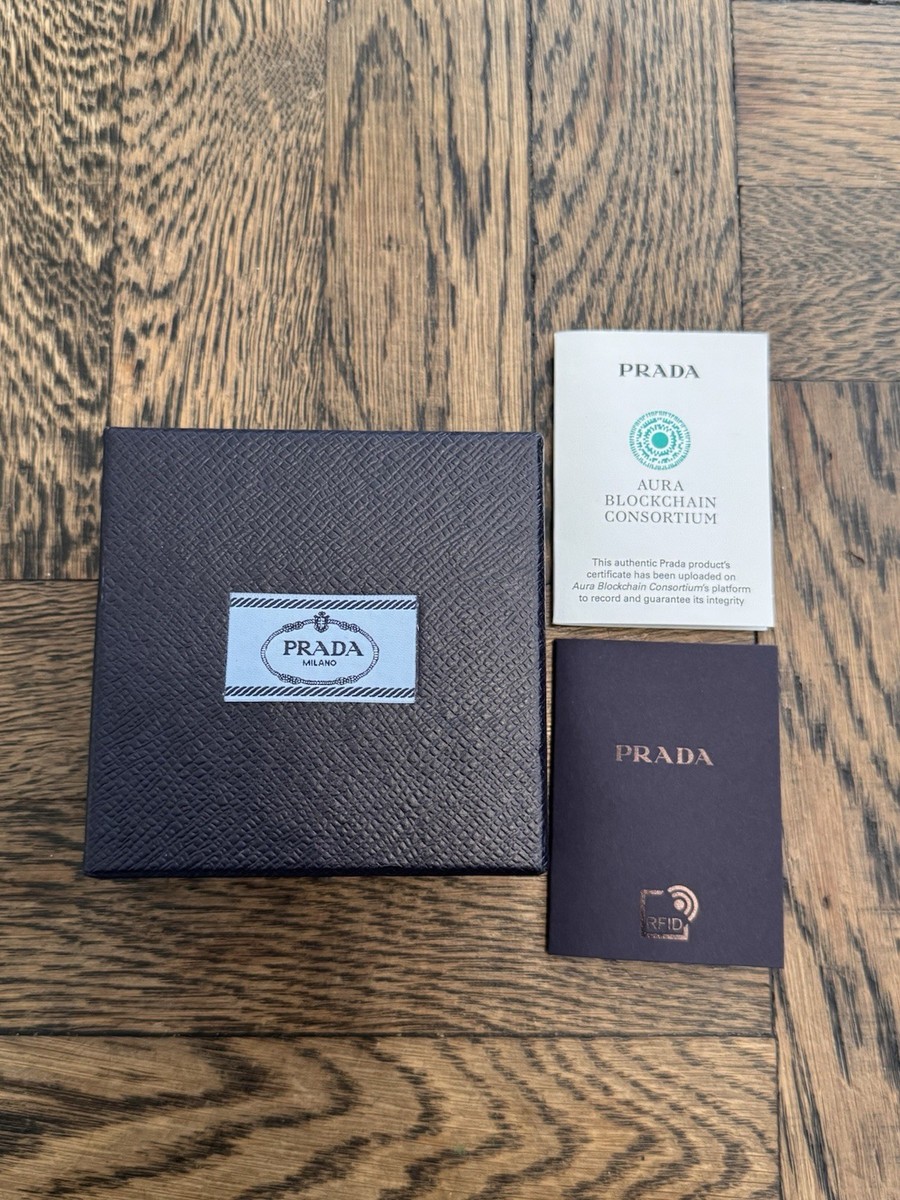 PRADA
MILANO
PRADA
AURA
BLOCKCHAIN
CONSORTIUM
This authentic Prada product's
certificate has been uploaded on
Aura Blockchain Consortium's platform
to record and guarantee its integrity
PRADA
RFID